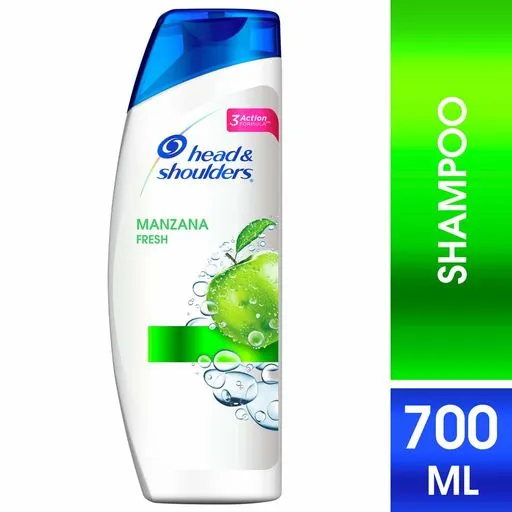 3 Action
FORMULA
head &
shoulders
MANZANA
FRESH
SHAMPOO
700
ML